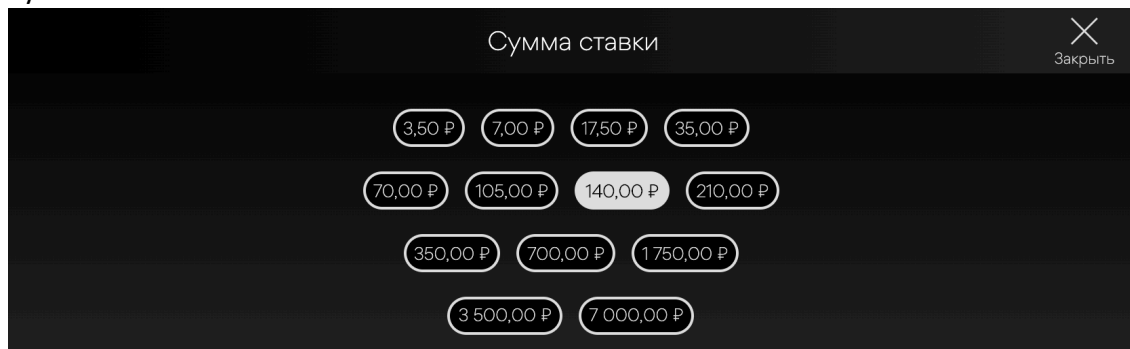 Сумма ставки
Закрыть
3,50 ₽ 7,00 ₽ 17,50 ₽ 35,00 ₽
70,00 ₽ 105,00 ₽ 140,00 ₽ 210,00 ₽
350,00 ₽ 700,00 ₽ 1 750,00 ₽
3 500,00 ₽ 7 000,00 ₽